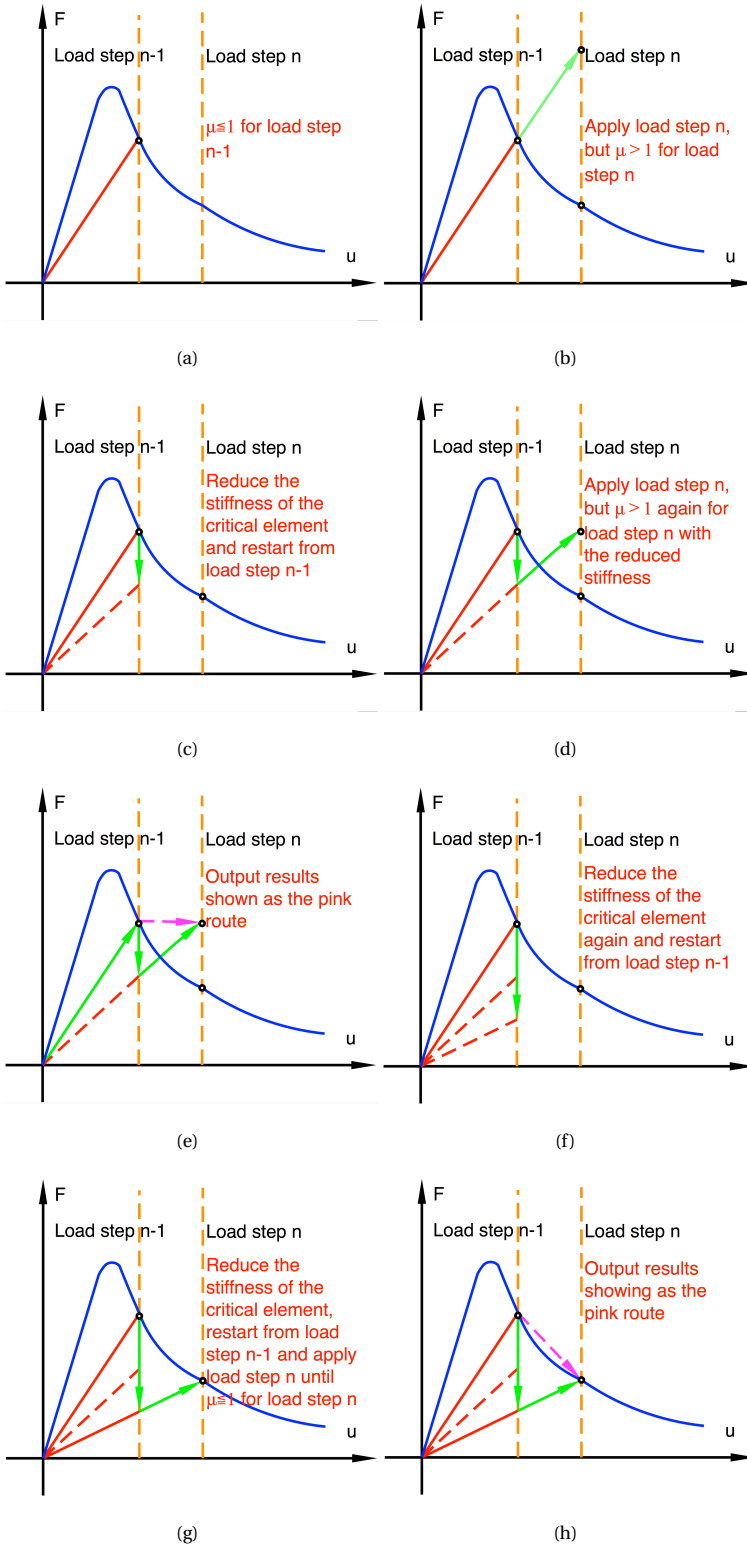 F
Load step n-1
Load step n
μ≦1 for load step
n-1
u
(a)
F
Load step n-1
Load step n
Apply load step n,
but μ > 1 for load
step n
u
(b)
F
Load step n-1
Load step n
Reduce the
stiffness of the
critical element
and restart from
load step n-1
u
(c)
F
Load step n-1
Load step n
Apply load step n,
but μ > 1 again for
load step n with
the reduced
stiffness
u
(d)
F
Load step n-1
Load step n
Output results
shown as the pink
route
u
(e)
F
Load step n-1
Load step n
Reduce the
stiffness of the
critical element
again and restart
from load step n-1
u
(f)
F
Load step n-1
Load step n
Reduce the
stiffness of the
critical element,
restart from load
step n-1 and apply
load step n until
μ≦1 for load step n
u
(g)
F
Load step n-1
Load step n
Output results
showing as the
pink route
u
(h)